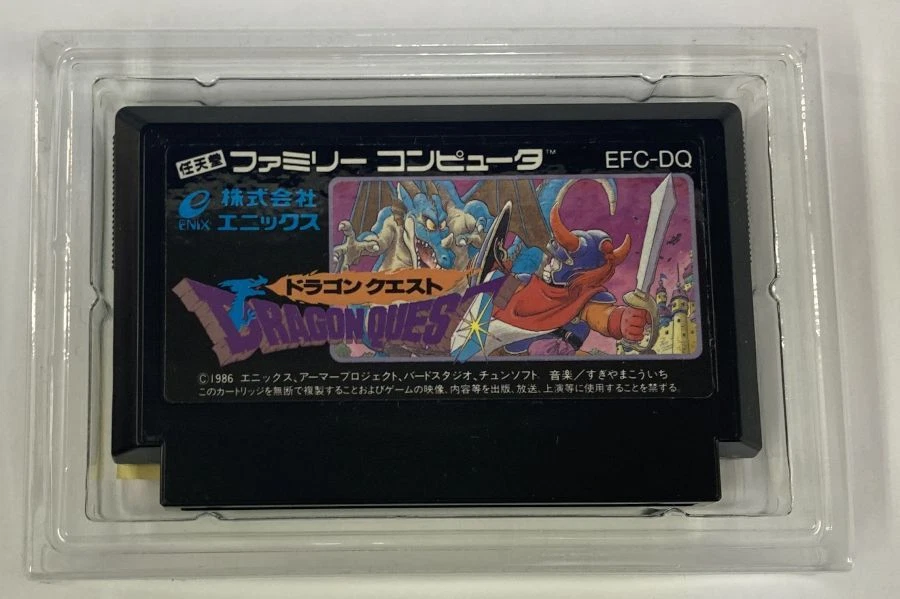 任天堂 ファミリー コンピュータ™ EFC-DQ
ENIX 株式会社
エニックス
ドラゴンクエスト
DRAGON QUEST
©1986 エニックス、アーマープロジェクト、バードスタジオ、チュンソフト 音楽／すぎやまこういち
このカートリッジを無断で複製することおよびゲームの映像、内容等を出版、放送、上演等に使用することを禁する。